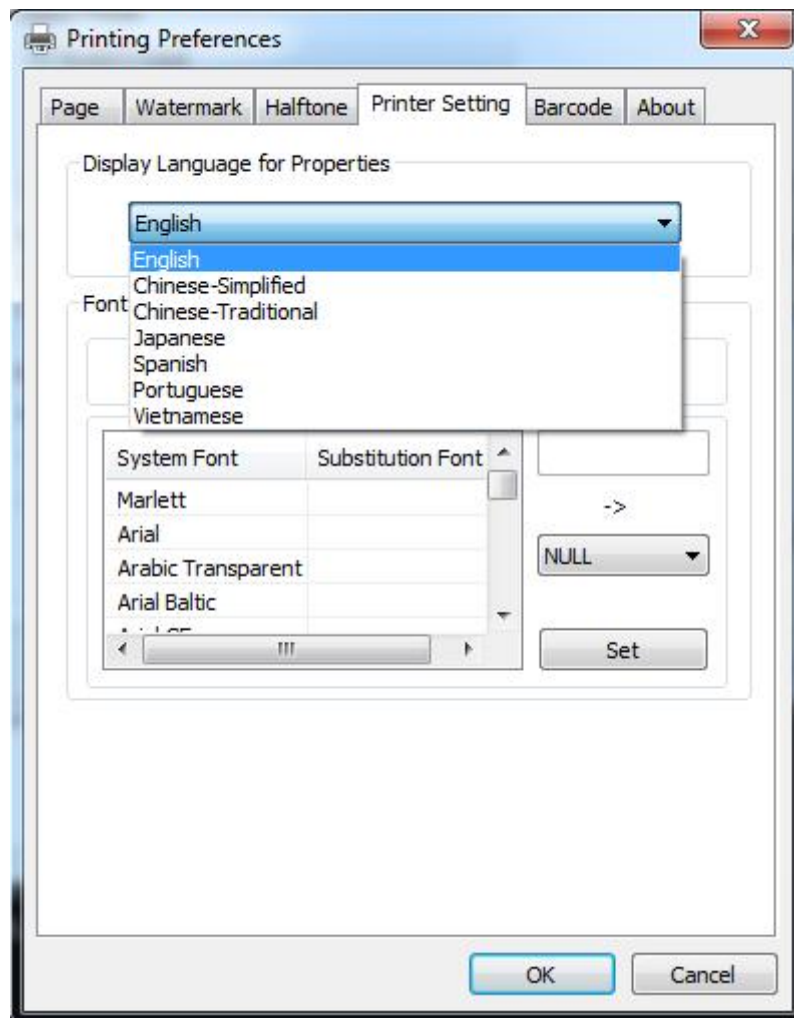 Printing Preferences
Page Watermark Halftone Printer Setting Barcode About
Display Language for Properties
English
English
Chinese-Simplified
Chinese-Traditional
Japanese
Spanish
Portuguese
Vietnamese
Font
System Font Substitution Font
Marlett
->
Arial
NULL
Arabic Transparent
Arial Baltic
Set
OK Cancel